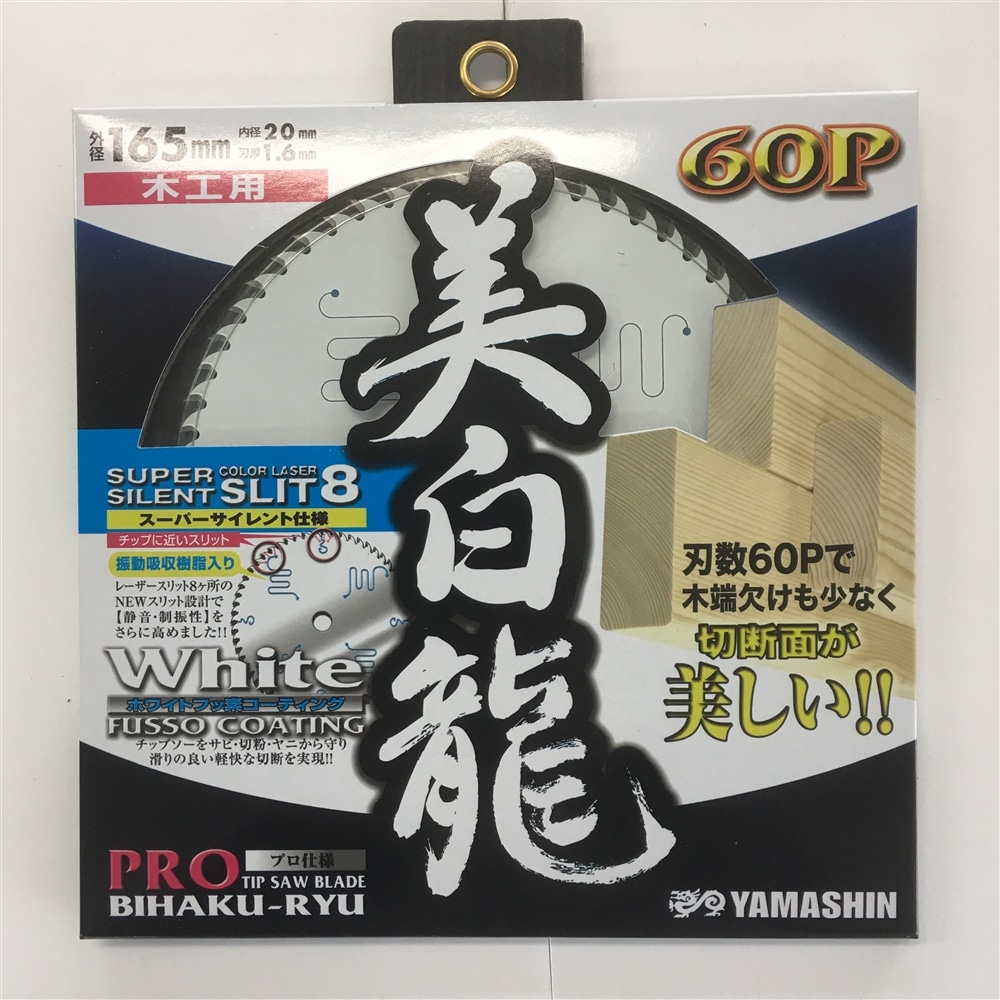 外径165mm 内径20mm
刃厚1.6mm
木工用
60P
美白龍
SUPER SILENT COLOR LASER SLIT8
スーパーサイレント仕様
チップに近いスリット
振動吸収樹脂入り
レーザースリット8ヶ所の
NEWスリット設計で
【静音・制振性】を
さらに高めました!!
White
ホワイトフッ素コーティング
FUSSO COATING
チップソーをサビ・切粉・ヤニから守り
滑りの良い軽快な切断を実現!!
刃数60Pで
木端欠けも少なく
切断面が
美しい!!
PRO プロ仕様
TIP SAW BLADE
BIHAKU-RYU
YAMASHIN